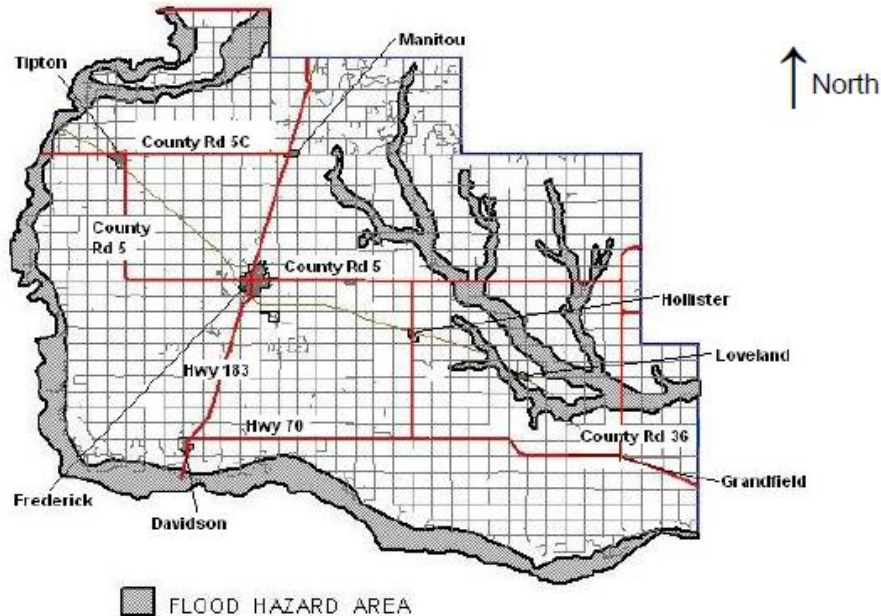 Manitou
Tipton
North
County Rd 5C
County
Rd 5
County Rd 5
Hollister
Loveland
Hwy 183
Hwy 70
County Rd 36
Grandfield
Frederick
Davidson
FLOOD HAZARD AREA